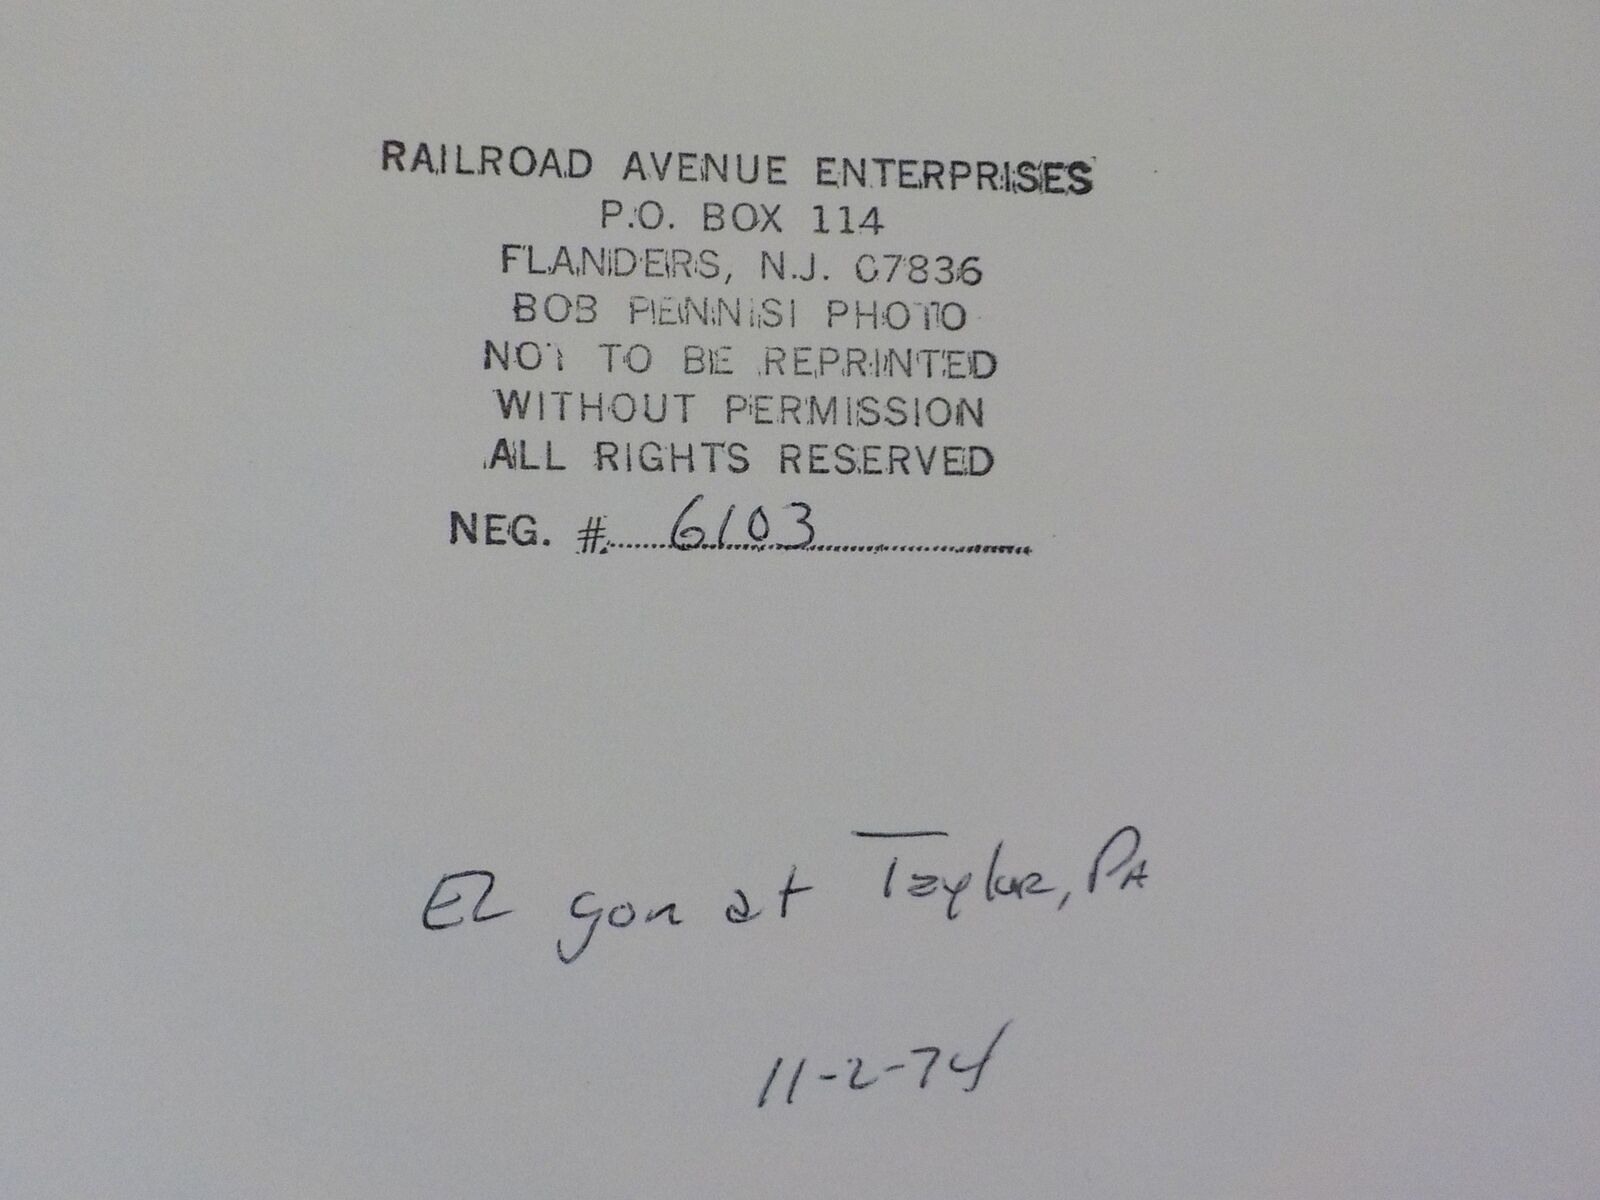 RAILROAD AVENUE ENTERPRISES
P.O. BOX 114
FLANDERS, N.J. 07836
BOB PENNISI PHOTO
NOT TO BE REPRINTED
WITHOUT PERMISSION
ALL RIGHTS RESERVED
NEG. # 6103
EL gon at Taylor, PA
11-2-74